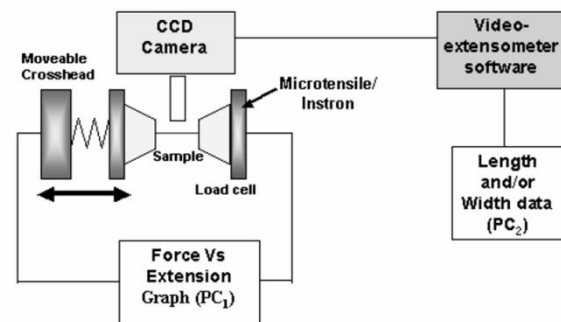 CCD
Camera
Video-
extensometer
software
Moveable
Crosshead
Microtensile/
Instron
Sample
Load cell
Length
and/or
Width data
(PC₂)
Force Vs
Extension
Graph (PC₁)